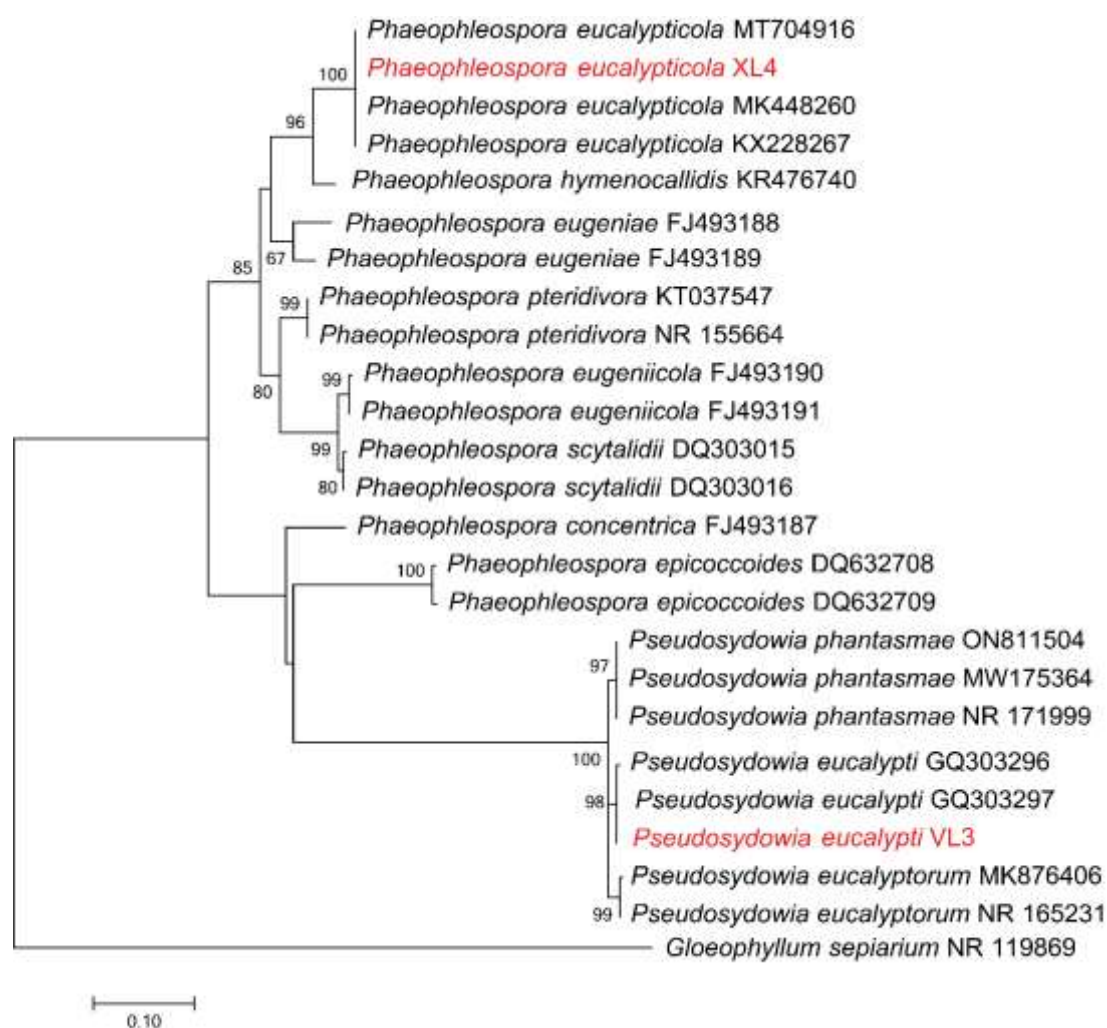 Phaeophleospora eucalypticola MT704916
100
Phaeophleospora eucalypticola XL4
Phaeophleospora eucalypticola MK448260
96
Phaeophleospora eucalypticola KX228267
Phaeophleospora hymenocallidis KR476740
Phaeophleospora eugeniae FJ493188
85
67
Phaeophleospora eugeniae FJ493189
99
Phaeophleospora pteridivora KT037547
Phaeophleospora pteridivora NR 155664
80
99
Phaeophleospora eugeniicola FJ493190
Phaeophleospora eugeniicola FJ493191
99
Phaeophleospora scytalidii DQ303015
80
Phaeophleospora scytalidii DQ303016
Phaeophleospora concentrica FJ493187
100
Phaeophleospora epicoccoides DQ632708
Phaeophleospora epicoccoides DQ632709
Pseudosydowia phantasmae ON811504
97
Pseudosydowia phantasmae MW175364
Pseudosydowia phantasmae NR 171999
100
Pseudosydowia eucalypti GQ303296
98
Pseudosydowia eucalypti GQ303297
Pseudosydowia eucalypti VL3
Pseudosydowia eucalyptorum MK876406
99
Pseudosydowia eucalyptorum NR 165231
Gloeophyllum sepiarium NR 119869
0.10